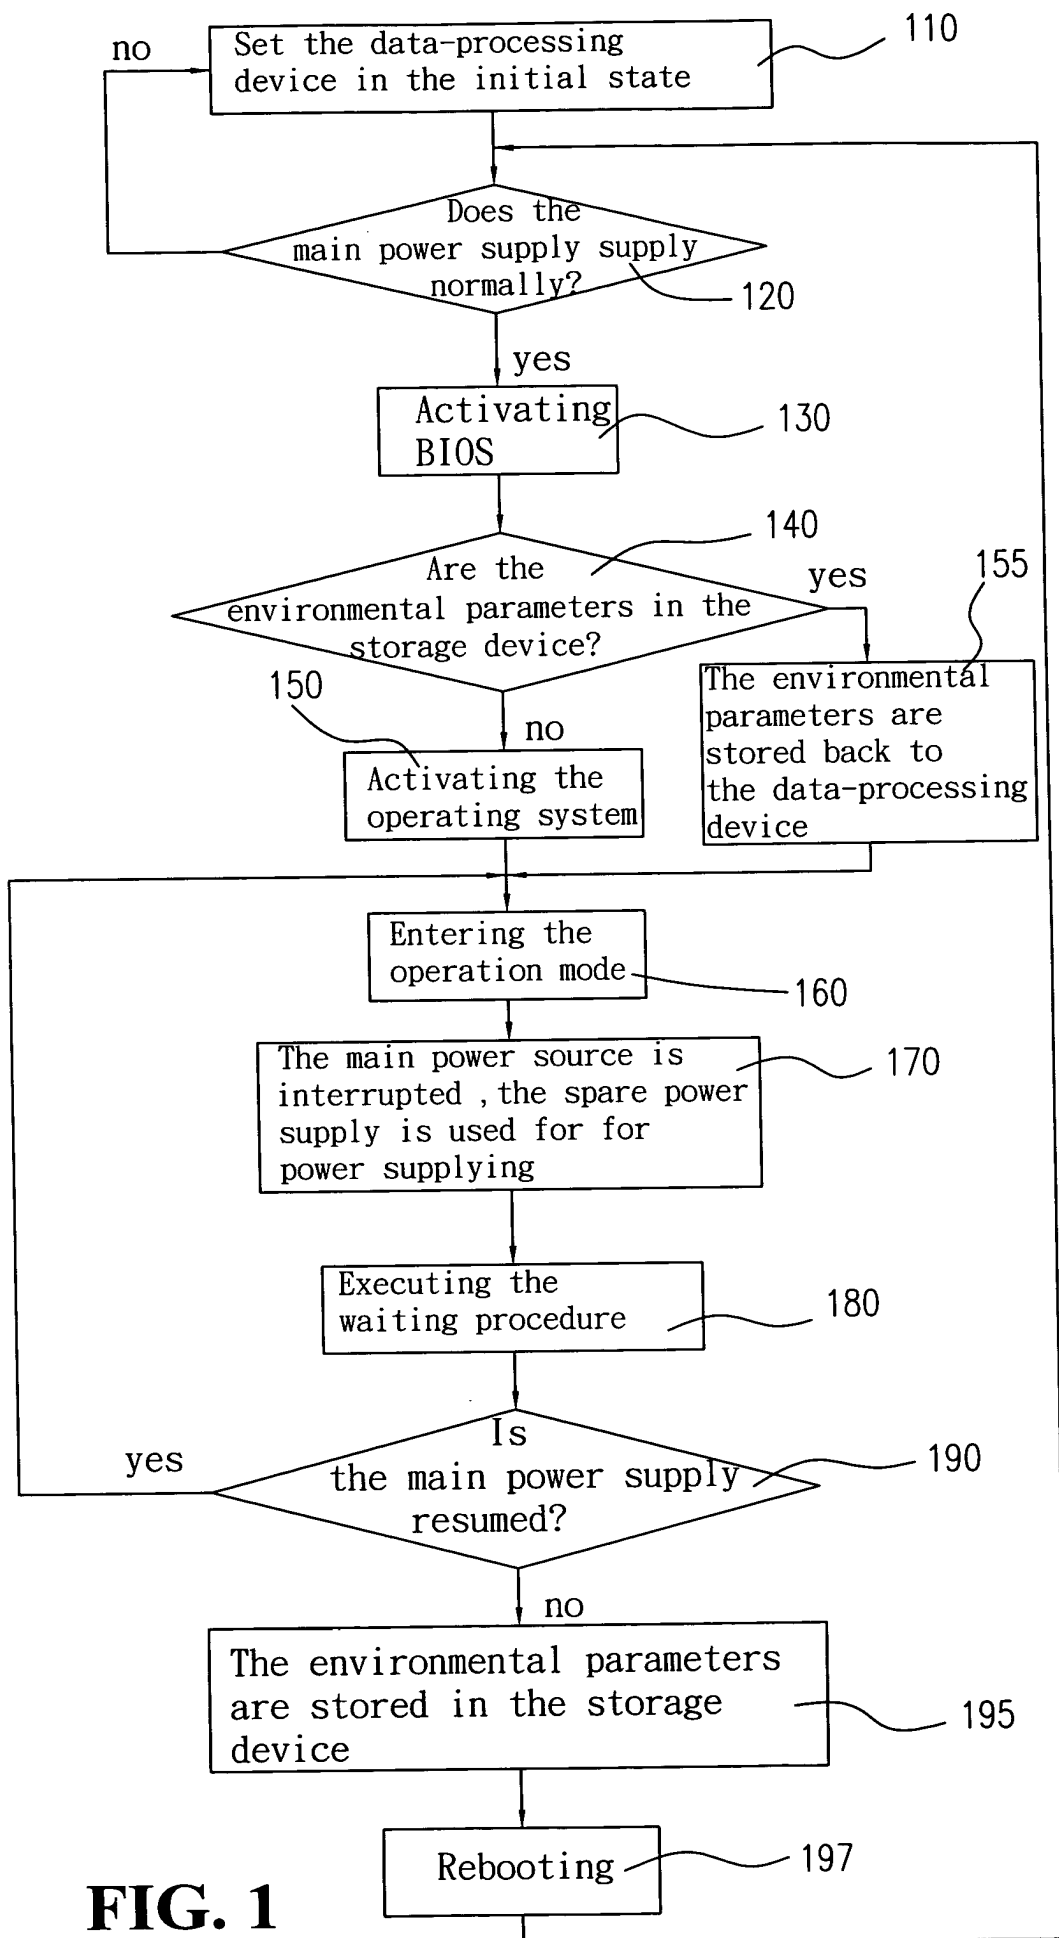 no
Set the data-processing
device in the initial state
110
Does the
main power supply supply
normally?
120
yes
Activating
BIOS
130
Are the
environmental parameters in the
storage device?
140
yes
155
The environmental
parameters are
stored back to
the data-processing
device
no
150
Activating the
operating system
Entering the
operation mode
160
The main power source is
interrupted , the spare power
supply is used for for
power supplying
170
Executing the
waiting procedure
180
Is
the main power supply
resumed?
190
yes
no
The environmental parameters
are stored in the storage
device
195
Rebooting
197
FIG. 1